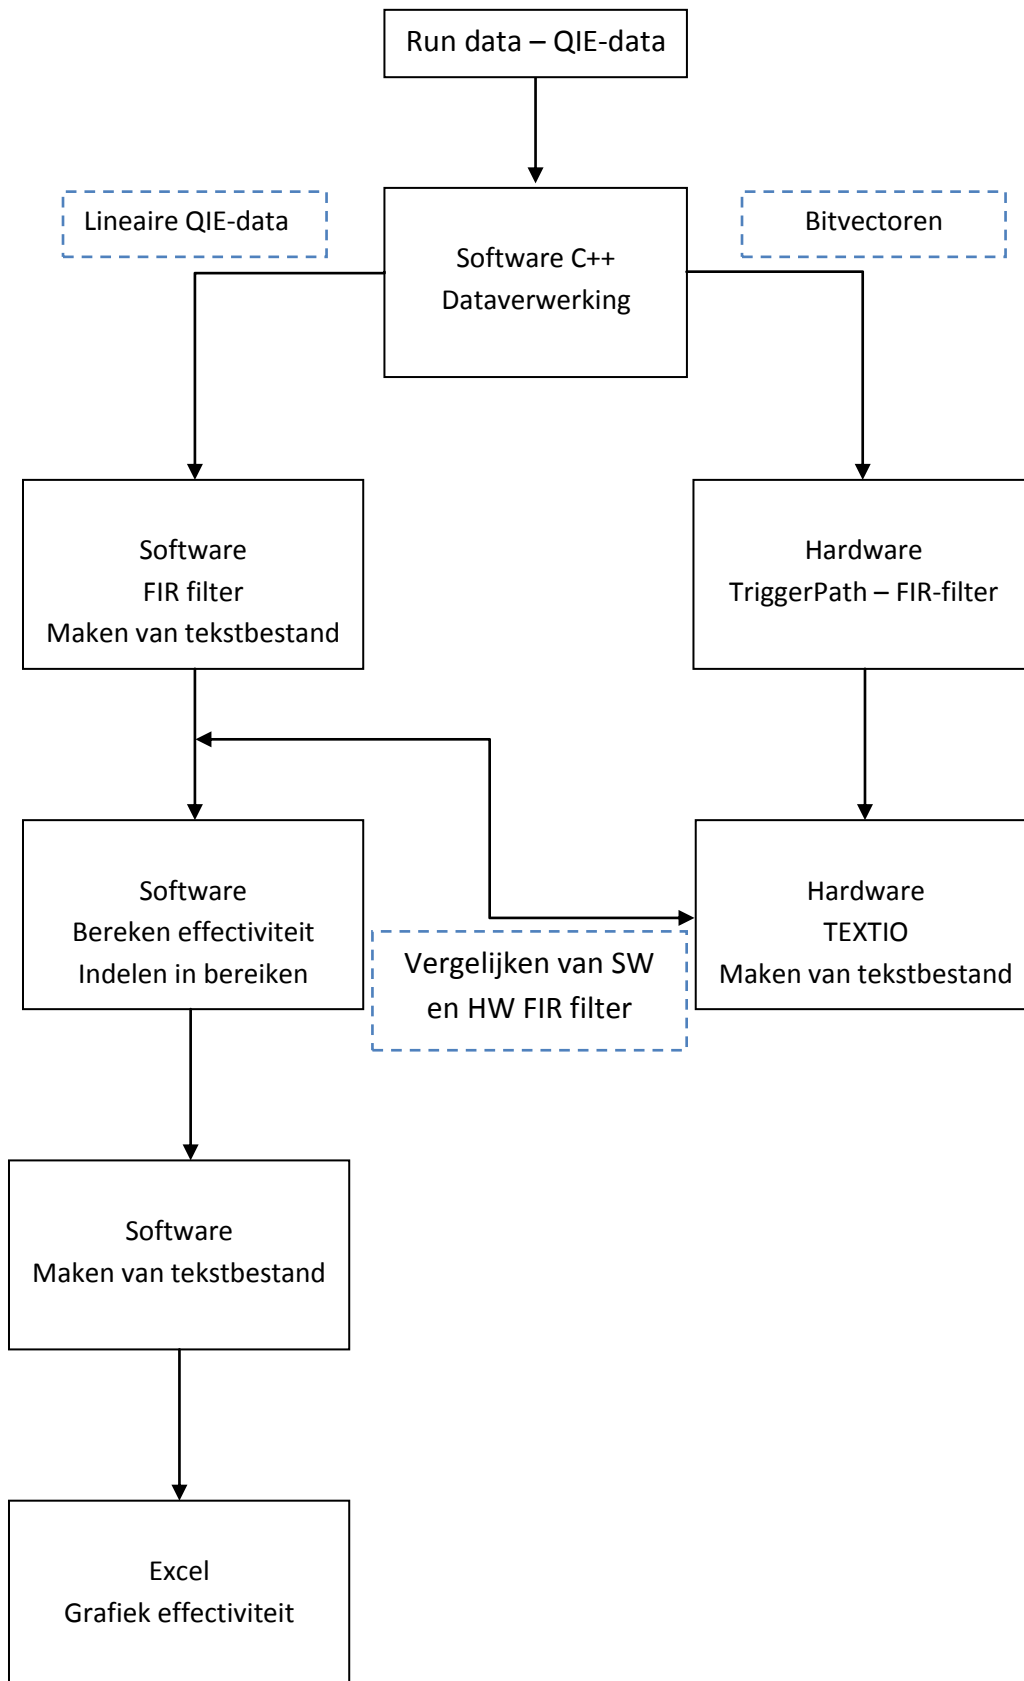 Run data – QIE-data
Lineaire QIE-data
Bitvectoren
Software C++
Dataverwerking
Software
FIR filter
Maken van tekstbestand
Hardware
TriggerPath – FIR-filter
Software
Bereken effectiviteit
Indelen in bereiken
Vergelijken van SW
en HW FIR filter
Hardware
TEXTIO
Maken van tekstbestand
Software
Maken van tekstbestand
Excel
Grafiek effectiviteit